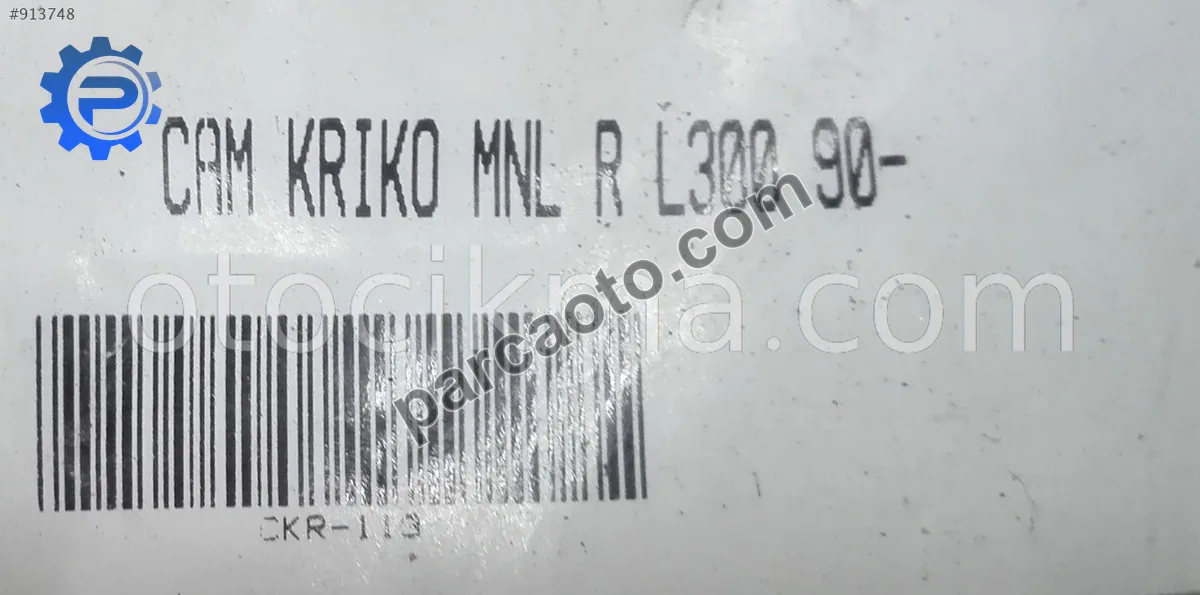 #913748
CAM KRIKO MNL R L300 90-
parcaoto.com
otocikma.com
CKR-113